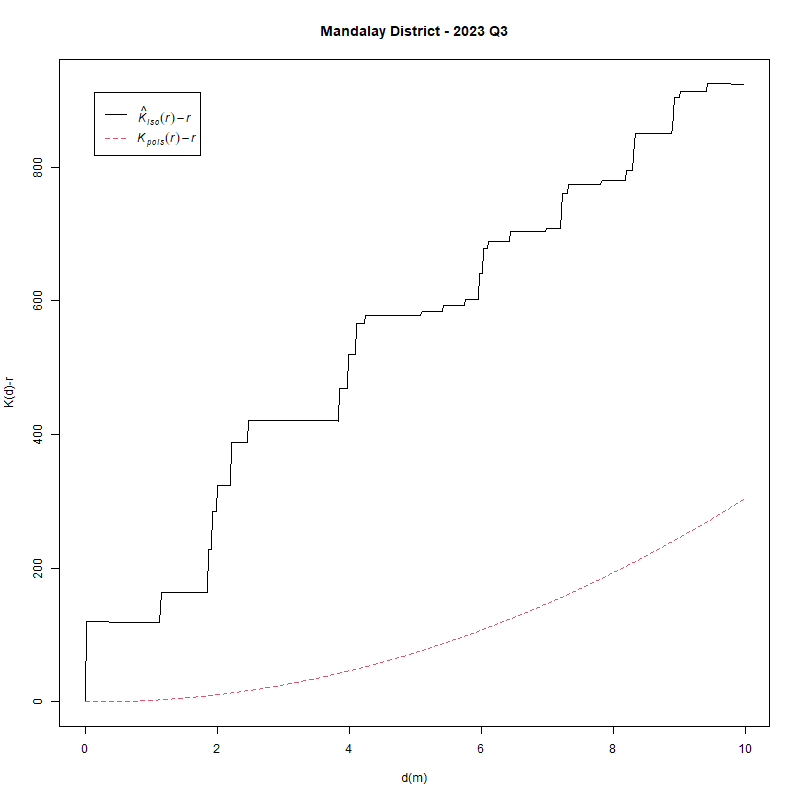 Mandalay District - 2023 Q3
K̂iso(r) − r
Kpois(r) − r
K(d)-r
800
600
400
200
0
0 2 4 6 8 10
d(m)